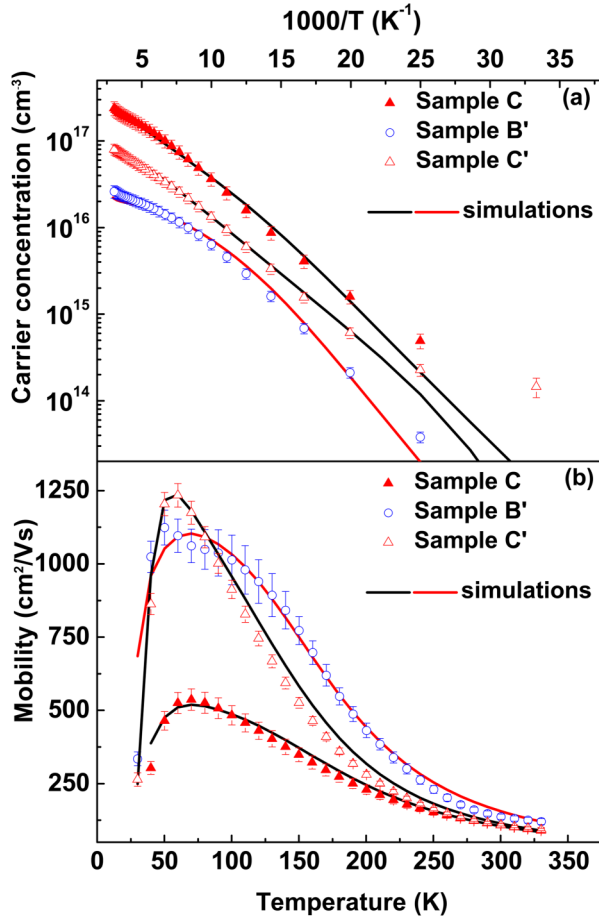 1000/T (K⁻¹)
5 10 15 20 25 30
(a)
Sample C
Sample B'
Sample C'
simulations
Carrier concentration (cm⁻³)
10¹⁷
10¹⁶
10¹⁵
10¹⁴
(b)
Sample C
Sample B'
Sample C'
simulations
Mobility (cm²/Vs)
1250
1000
750
500
250
0 50 100 150 200 250 300 350
Temperature (K)